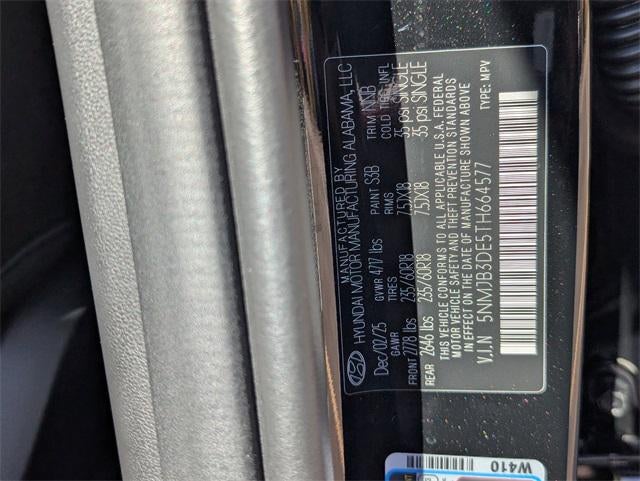 MANUFACTURED BY
HYUNDAI MOTOR MANUFACTURING ALABAMA, LLC
Dec/02/25 GVWR 4717 lbs PAINT S3B TRIM NNB
GAWR TIRES RIMS COLD TIRE INFL
FRONT 2778 lbs 235/60R18 7.5JX18 35 psi SINGLE
REAR 2646 lbs 235/60R18 7.5JX18 35 psi SINGLE
THIS VEHICLE CONFORMS TO ALL APPLICABLE U.S.A. FEDERAL
MOTOR VEHICLE SAFETY AND THEFT PREVENTION STANDARDS
IN EFFECT ON THE DATE OF MANUFACTURE SHOWN ABOVE
V.I.N 5NMJB3DE5TH664577 TYPE: MPV
W410